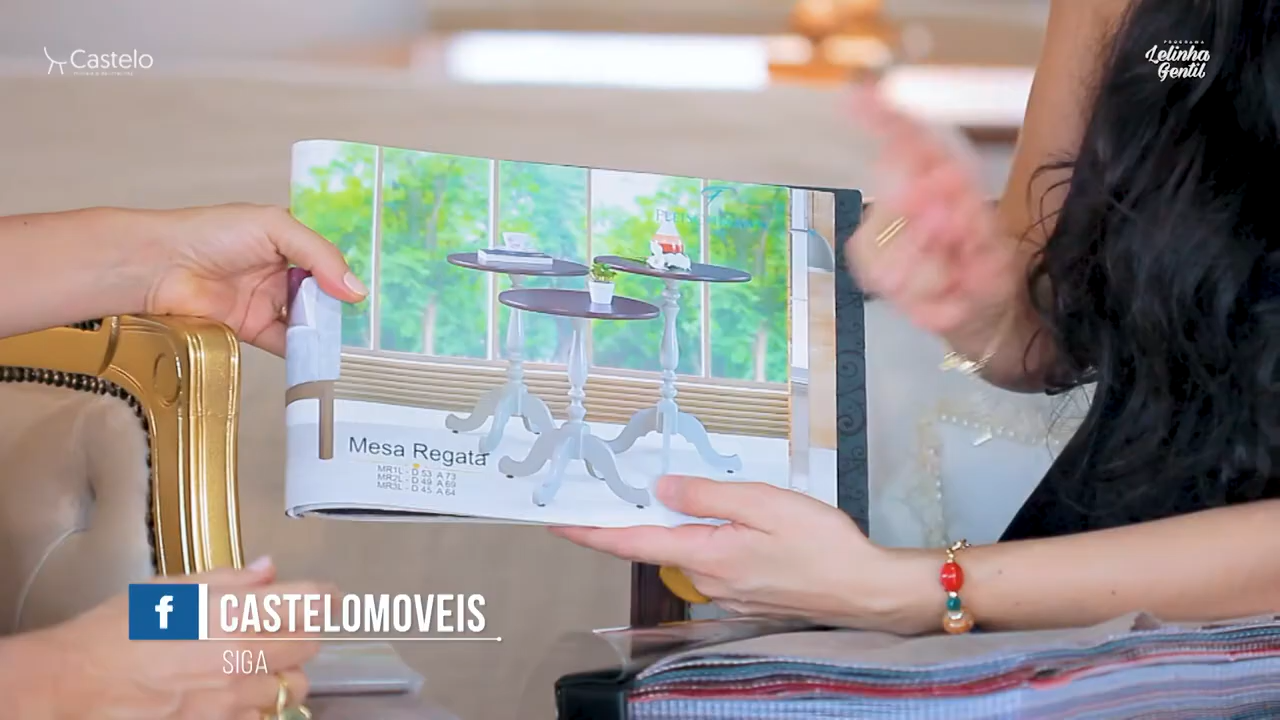 Castelo
PROGRAMA
Lelinha
Gentil
Mesa Regata
MR1L - D 53 A 73
MR2L - D 49 A 69
MR3L - D 45 A 64
f
CASTELOMOVEIS
SIGA